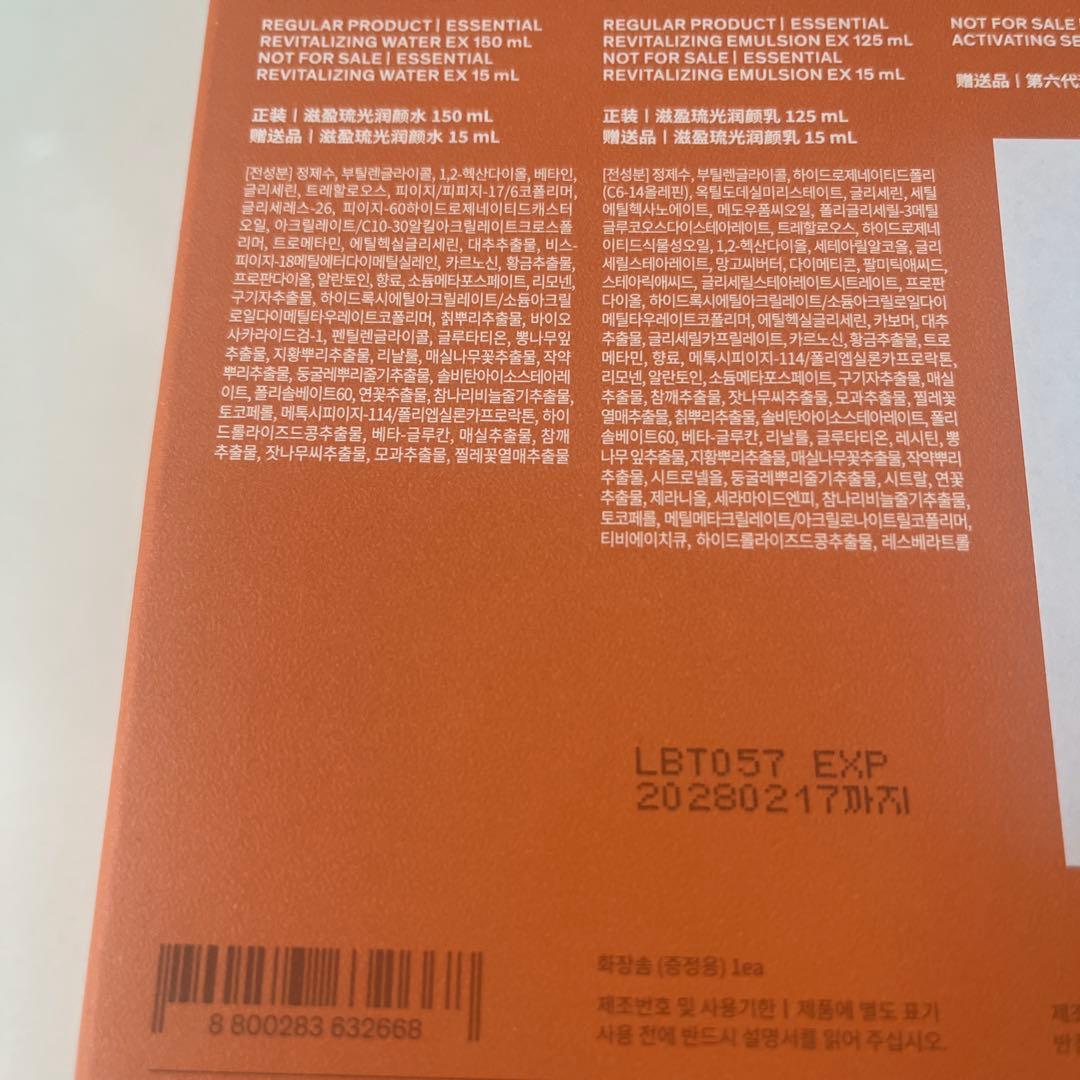 REGULAR PRODUCT | ESSENTIAL
REVITALIZING WATER EX 150 mL
NOT FOR SALE | ESSENTIAL
REVITALIZING WATER EX 15 mL
正装 | 滋盈琉光润颜水 150 mL
赠送品 | 滋盈琉光润颜水 15 mL
[전성분] 정제수, 부틸렌글라이콜, 1,2-헥산다이올, 베타인,
글리세린, 트레할로오스, 피이지/피피지-17/6코폴리머,
글리세레스-26, 피이지-60하이드로제네이티드캐스터
오일, 아크릴레이트/C10-30알킬아크릴레이트크로스폴
리머, 트로메타민, 에틸헥실글리세린, 대추추출물, 비스-
피이지-18메틸에터다이메틸실레인, 카르노신, 황금추출물,
프로판다이올, 알란토인, 향료, 소듐메타포스페이트, 리모넨,
구기자추출물, 하이드록시에틸아크릴레이트/소듐아크릴
로일다이메틸타우레이트코폴리머, 칡뿌리추출물, 바이오
사카라이드검-1, 펜틸렌글라이콜, 글루타티온, 뽕나무잎
추출물, 지황뿌리추출물, 리날룰, 매실나무꽃추출물, 작약
뿌리추출물, 둥굴레뿌리줄기추출물, 솔비탄아이소스테아레
이트, 폴리솔베이트60, 연꽃추출물, 참나리비늘줄기추출물,
토코페롤, 메톡시피이지-114/폴리엡실론카프로락톤, 하이
드롤라이즈드콩추출물, 베타-글루칸, 매실추출물, 참깨
추출물, 잣나무씨추출물, 모과추출물, 찔레꽃열매추출물
REGULAR PRODUCT | ESSENTIAL
REVITALIZING EMULSION EX 125 mL
NOT FOR SALE | ESSENTIAL
REVITALIZING EMULSION EX 15 mL
正装 | 滋盈琉光润颜乳 125 mL
赠送品 | 滋盈琉光润颜乳 15 mL
[전성분] 정제수, 부틸렌글라이콜, 하이드로제네이티드폴리
(C6-14올레핀), 옥틸도데실미리스테이트, 글리세린, 세틸
에틸헥사노에이트, 메도우폼씨오일, 폴리글리세릴-3메틸
글루코오스다이스테아레이트, 트레할로오스, 하이드로제네
이티드식물성오일, 1,2-헥산다이올, 세테아릴알코올, 글리
세릴스테아레이트, 망고씨버터, 다이메티콘, 팔미틱애씨드,
스테아릭애씨드, 글리세릴스테아레이트시트레이트, 프로판
다이올, 하이드록시에틸아크릴레이트/소듐아크릴로일다이
메틸타우레이트코폴리머, 에틸헥실글리세린, 카보머, 대추
추출물, 글리세릴카프릴레이트, 카르노신, 황금추출물, 트로
메타민, 향료, 메톡시피이지-114/폴리엡실론카프로락톤,
리모넨, 알란토인, 소듐메타포스페이트, 구기자추출물, 매실
추출물, 참깨추출물, 잣나무씨추출물, 모과추출물, 찔레꽃
열매추출물, 칡뿌리추출물, 솔비탄아이소스테아레이트, 폴리
솔베이트60, 베타-글루칸, 리날룰, 글루타티온, 레시틴, 뽕
나무 잎추출물, 지황뿌리추출물, 매실나무꽃추출물, 작약뿌리
추출물, 시트로넬올, 둥굴레뿌리줄기추출물, 시트랄, 연꽃
추출물, 제라니올, 세라마이드엔피, 참나리비늘줄기추출물,
토코페롤, 메틸메타크릴레이트/아크릴로나이트릴코폴리머,
티비에이치큐, 하이드롤라이즈드콩추출물, 레스베라트롤
NOT FOR SALE
ACTIVATING SE
赠送品 | 第六代
LBT057 EXP
20280217까지
8 800283 632668
화장솜 (증정용) 1ea
제조번호 및 사용기한 | 제품에 별도 표기
사용 전에 반드시 설명서를 읽어 주십시오.
제조